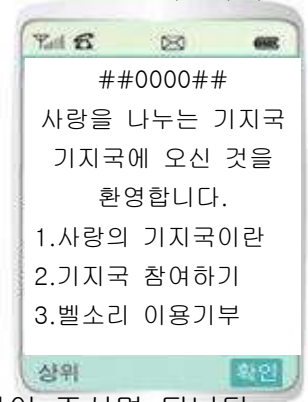 ##0000##
사랑을 나누는 기지국
기지국에 오신 것을
환영합니다.
1.사랑의 기지국이란
2.기지국 참여하기
3.벨소리 이용기부
상위 확인